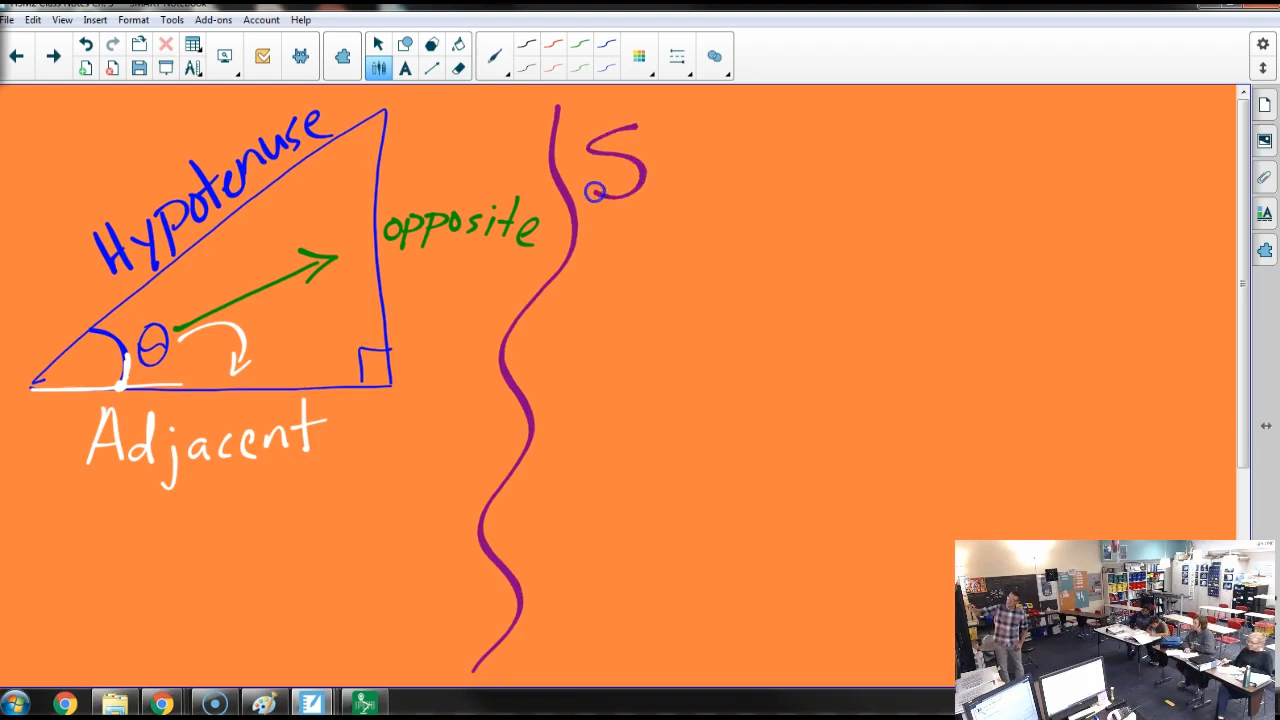 File Edit View Insert Format Tools Add-ons Account Help
Hypotenuse
opposite
θ
Adjacent
S